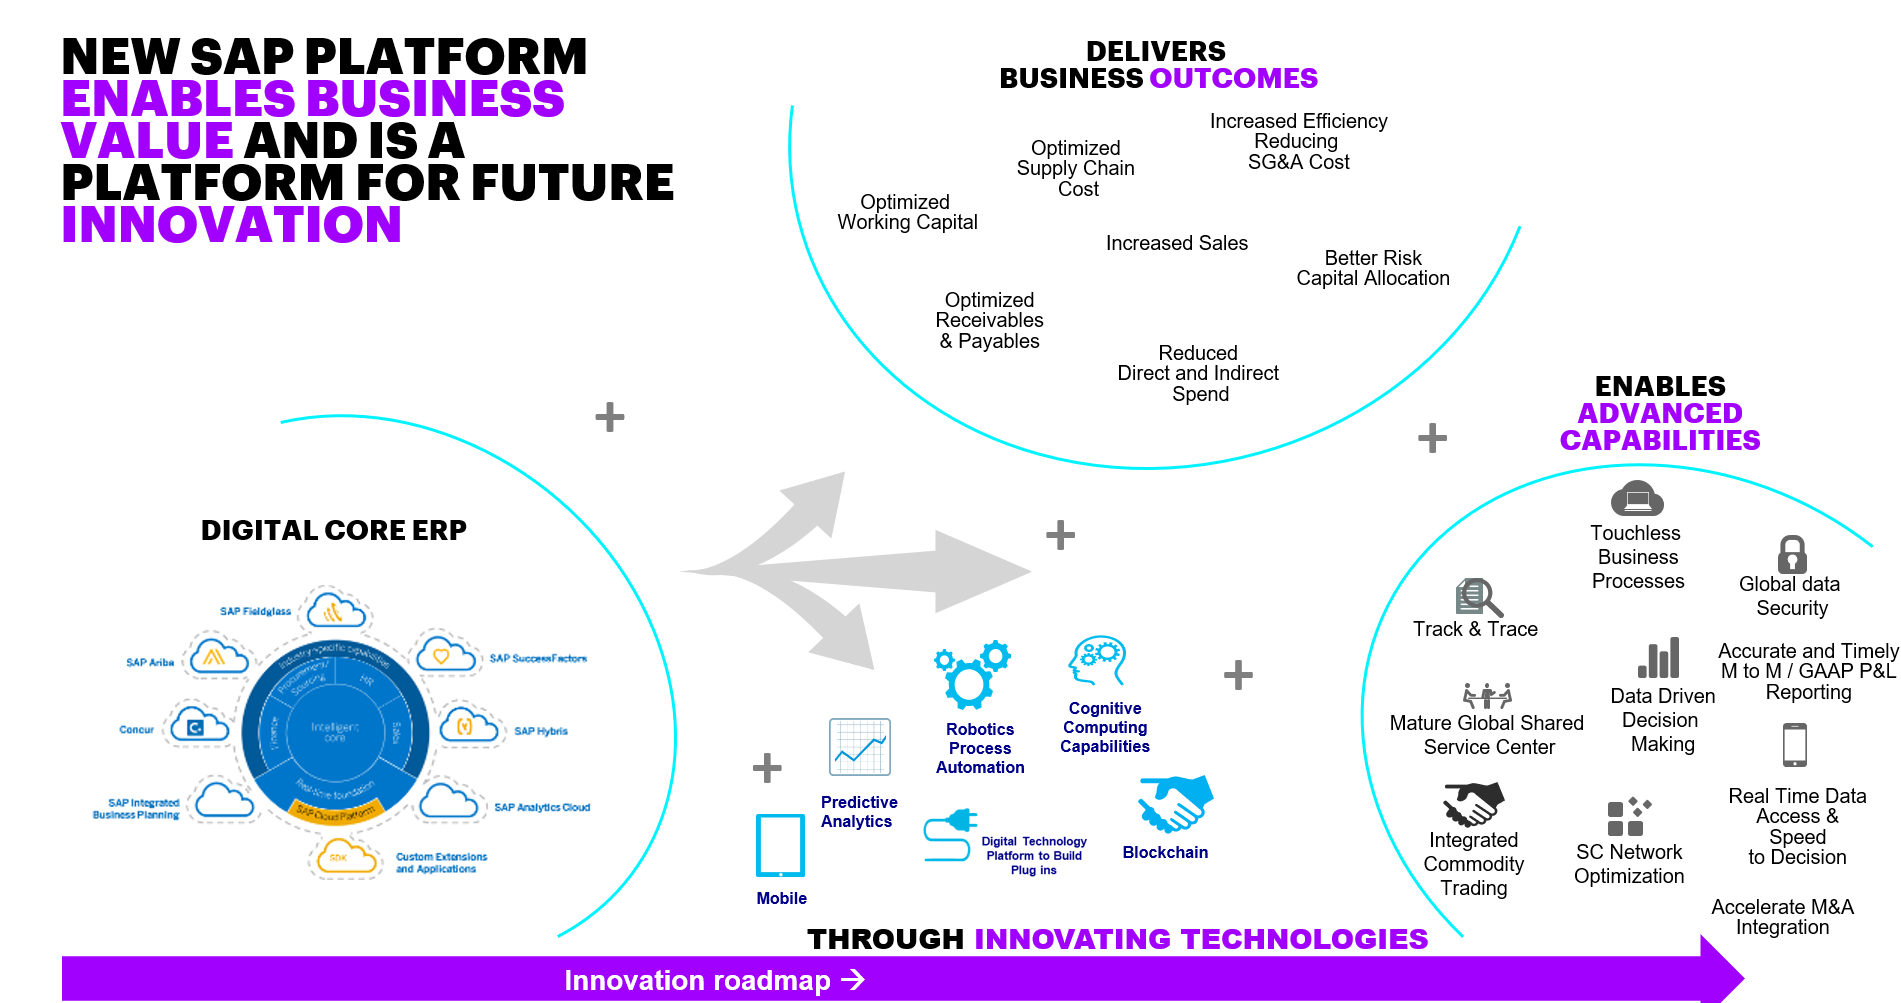 NEW SAP PLATFORM
ENABLES BUSINESS
VALUE AND IS A
PLATFORM FOR FUTURE
INNOVATION
DELIVERS
BUSINESS OUTCOMES
Increased Efficiency
Reducing
SG&A Cost
Optimized
Supply Chain
Cost
Optimized
Working Capital
Increased Sales
Better Risk
Capital Allocation
Optimized
Receivables
& Payables
Reduced
Direct and Indirect
Spend
DIGITAL CORE ERP
SAP Fieldglass
SAP Ariba
SAP SuccessFactors
Concur
SAP Hybris
SAP Integrated
Business Planning
SAP Analytics Cloud
Custom Extensions
and Applications
Industry-specific capabilities
Procurement/
Sourcing
HR
Finance
Sales
Intelligent
core
Real-time foundation
SAP Cloud Platform
SDK
ENABLES
ADVANCED
CAPABILITIES
Touchless
Business
Processes
Global data
Security
Track & Trace
Accurate and Timely
M to M / GAAP P&L
Reporting
Data Driven
Decision
Making
Mature Global Shared
Service Center
Real Time Data
Access &
Speed
to Decision
Integrated
Commodity
Trading
SC Network
Optimization
Accelerate M&A
Integration
Robotics
Process
Automation
Cognitive
Computing
Capabilities
Predictive
Analytics
Digital Technology
Platform to Build
Plug ins
Blockchain
Mobile
THROUGH INNOVATING TECHNOLOGIES
Innovation roadmap →